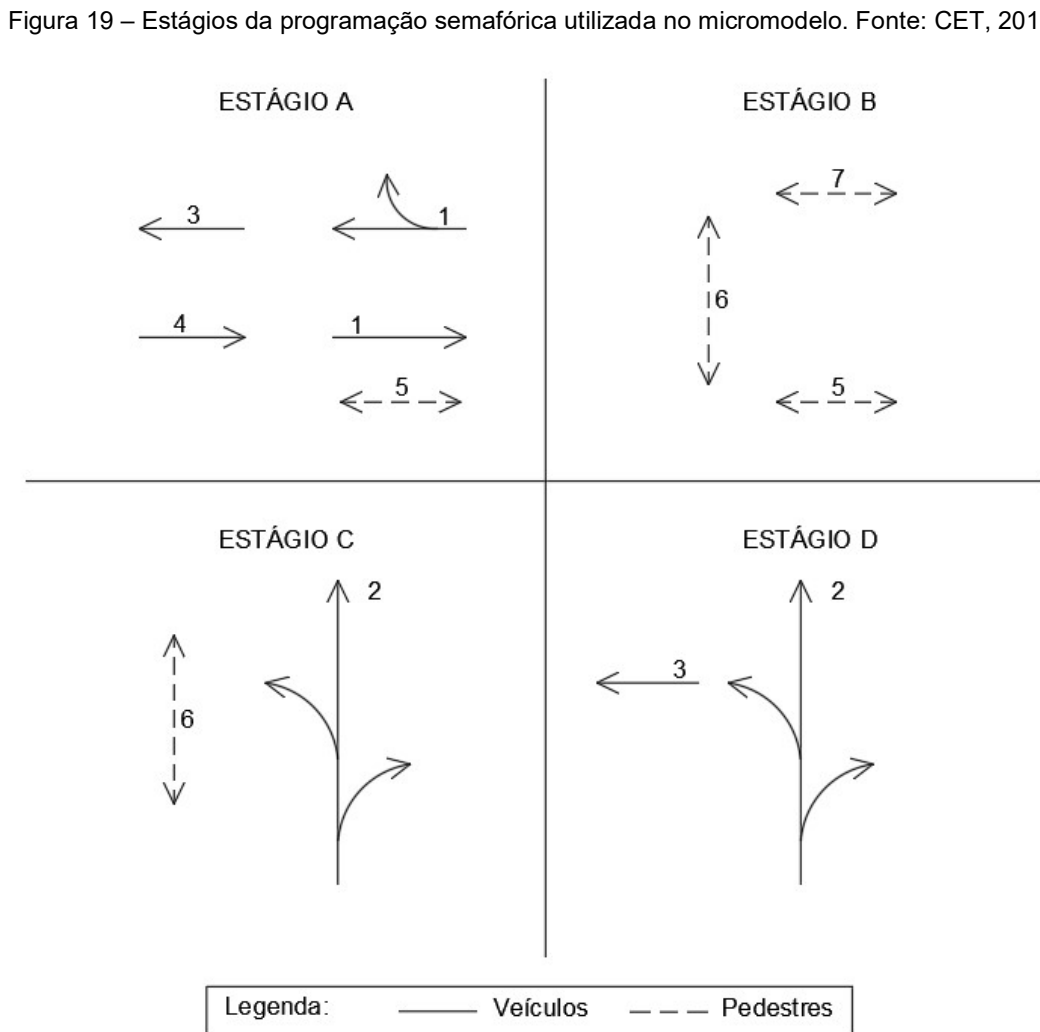 Figura 19 – Estágios da programação semafórica utilizada no micromodelo. Fonte: CET, 201
ESTÁGIO A
3
1
4
1
5
ESTÁGIO B
7
6
5
ESTÁGIO C
2
6
ESTÁGIO D
2
3
Legenda: Veículos Pedestres